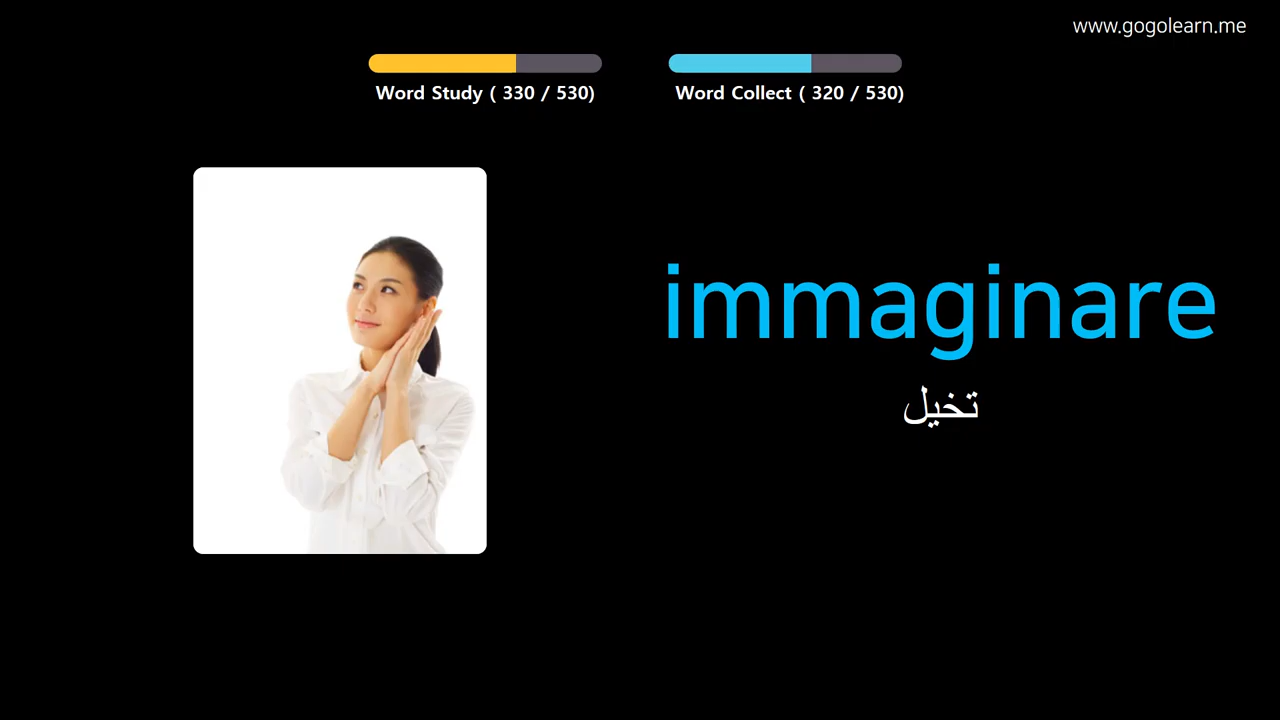 www.gogolearn.me
Word Study ( 330 / 530)
Word Collect ( 320 / 530)
immaginare
تخيل